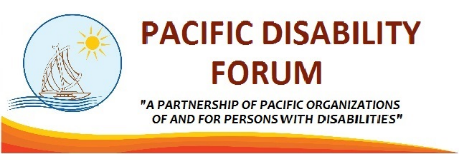 PACIFIC DISABILITY
FORUM
"A PARTNERSHIP OF PACIFIC ORGANIZATIONS
OF AND FOR PERSONS WITH DISABILITIES"